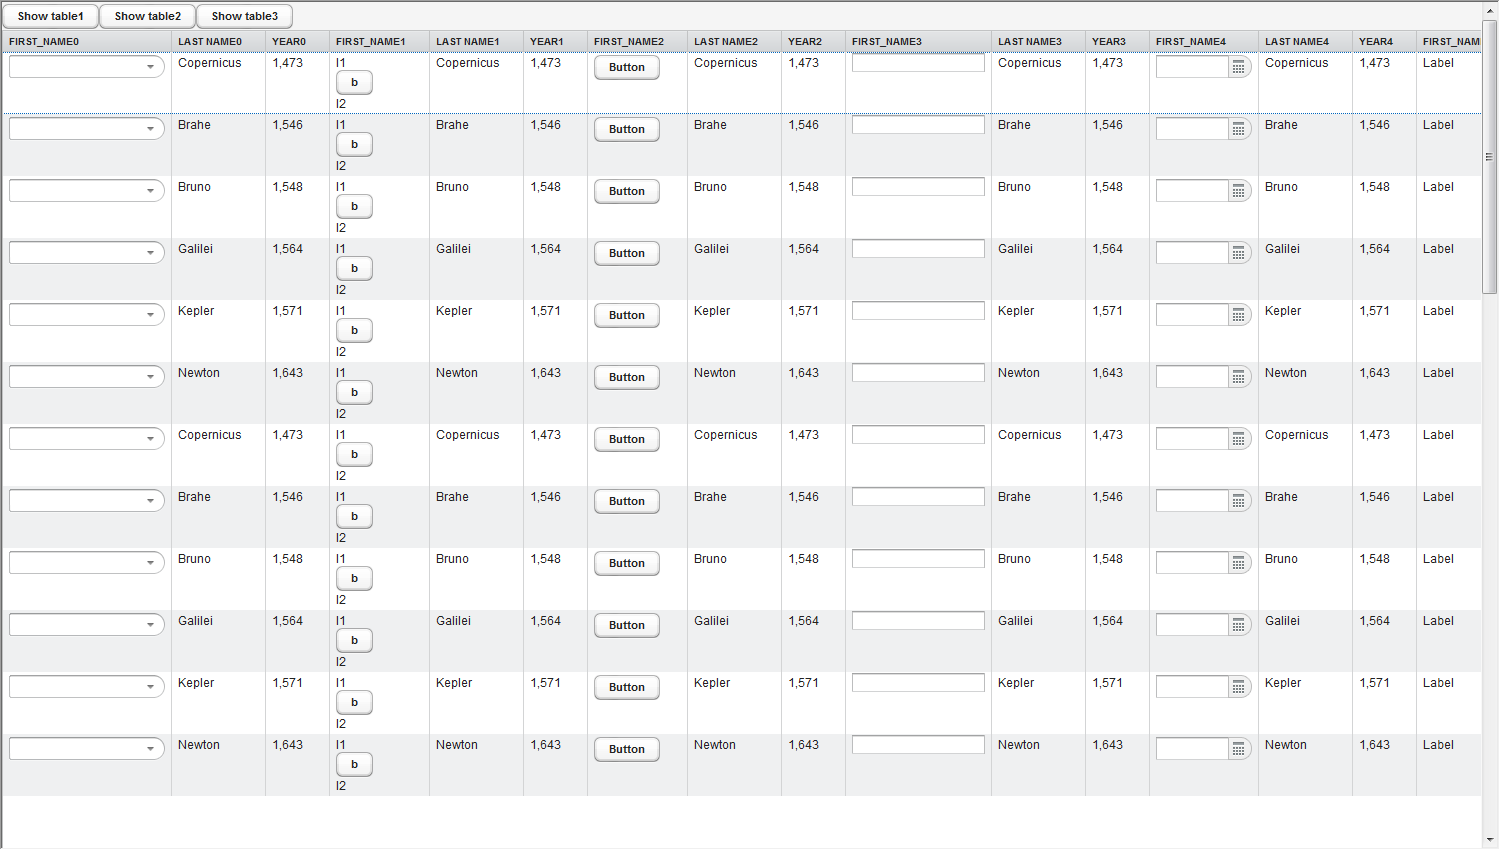 Show table1 Show table2 Show table3
FIRST_NAME0 LAST NAME0 YEAR0 FIRST_NAME1 LAST NAME1 YEAR1 FIRST_NAME2 LAST NAME2 YEAR2 FIRST_NAME3 LAST NAME3 YEAR3 FIRST_NAME4 LAST NAME4 YEAR4 FIRST_NAM
Copernicus 1,473 l1 Copernicus 1,473 Button Copernicus 1,473 Copernicus 1,473 Copernicus 1,473 Label
b
l2
Brahe 1,546 l1 Brahe 1,546 Button Brahe 1,546 Brahe 1,546 Brahe 1,546 Label
b
l2
Bruno 1,548 l1 Bruno 1,548 Button Bruno 1,548 Bruno 1,548 Bruno 1,548 Label
b
l2
Galilei 1,564 l1 Galilei 1,564 Button Galilei 1,564 Galilei 1,564 Galilei 1,564 Label
b
l2
Kepler 1,571 l1 Kepler 1,571 Button Kepler 1,571 Kepler 1,571 Kepler 1,571 Label
b
l2
Newton 1,643 l1 Newton 1,643 Button Newton 1,643 Newton 1,643 Newton 1,643 Label
b
l2
Copernicus 1,473 l1 Copernicus 1,473 Button Copernicus 1,473 Copernicus 1,473 Copernicus 1,473 Label
b
l2
Brahe 1,546 l1 Brahe 1,546 Button Brahe 1,546 Brahe 1,546 Brahe 1,546 Label
b
l2
Bruno 1,548 l1 Bruno 1,548 Button Bruno 1,548 Bruno 1,548 Bruno 1,548 Label
b
l2
Galilei 1,564 l1 Galilei 1,564 Button Galilei 1,564 Galilei 1,564 Galilei 1,564 Label
b
l2
Kepler 1,571 l1 Kepler 1,571 Button Kepler 1,571 Kepler 1,571 Kepler 1,571 Label
b
l2
Newton 1,643 l1 Newton 1,643 Button Newton 1,643 Newton 1,643 Newton 1,643 Label
b
l2